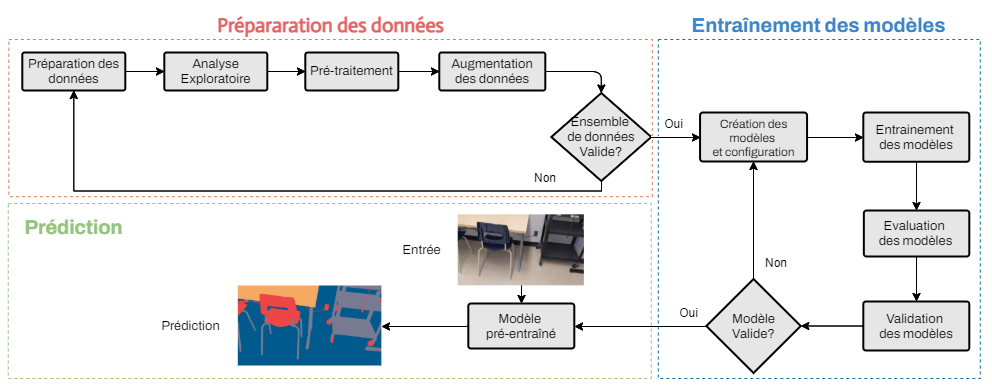 Prépararation des données
Entraînement des modèles
Préparation des
données
Analyse
Exploratoire
Pré-traitement
Augmentation
des données
Ensemble
de données
Valide?
Oui
Non
Création des
modèles
et configuration
Entrainement
des modèles
Evaluation
des modèles
Validation
des modèles
Modèle
Valide?
Non
Oui
Prédiction
Entrée
Modèle
pré-entraîné
Prédiction